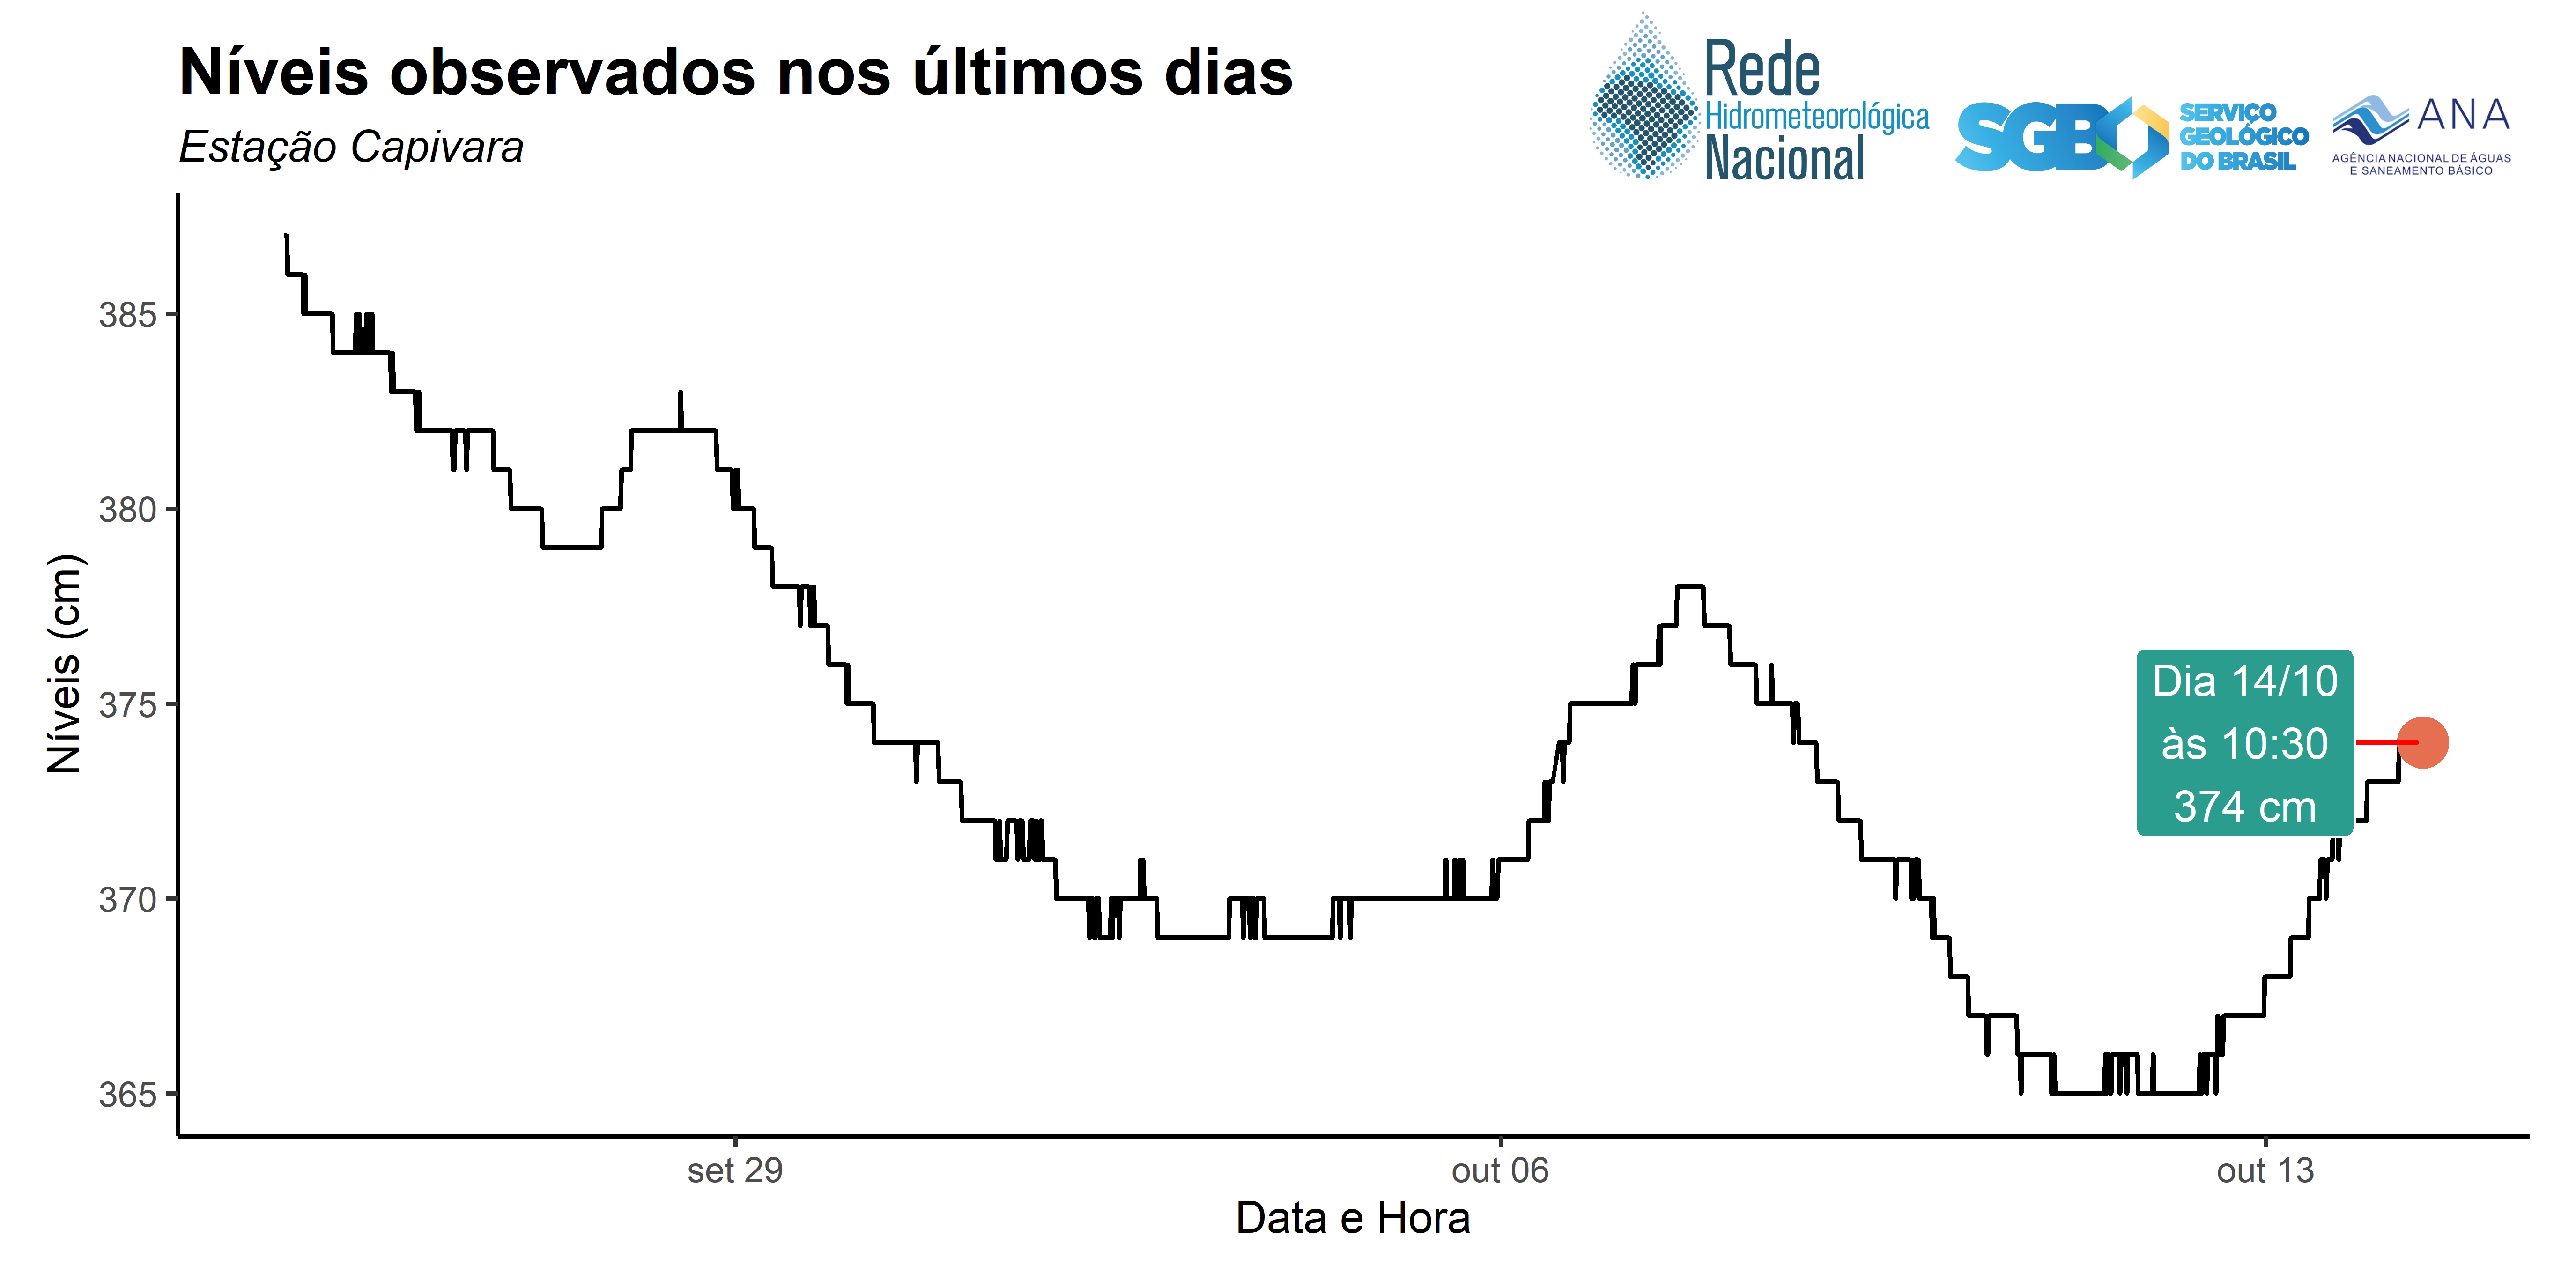 Níveis observados nos últimos dias
Estação Capivara
Rede
Hidrometeorológica
Nacional
SGB
SERVIÇO
GEOLÓGICO
DO BRASIL
ANA
AGÊNCIA NACIONAL DE ÁGUAS
E SANEAMENTO BÁSICO
Níveis (cm)
385
380
375
370
365
Dia 14/10
às 10:30
374 cm
set 29
out 06
out 13
Data e Hora